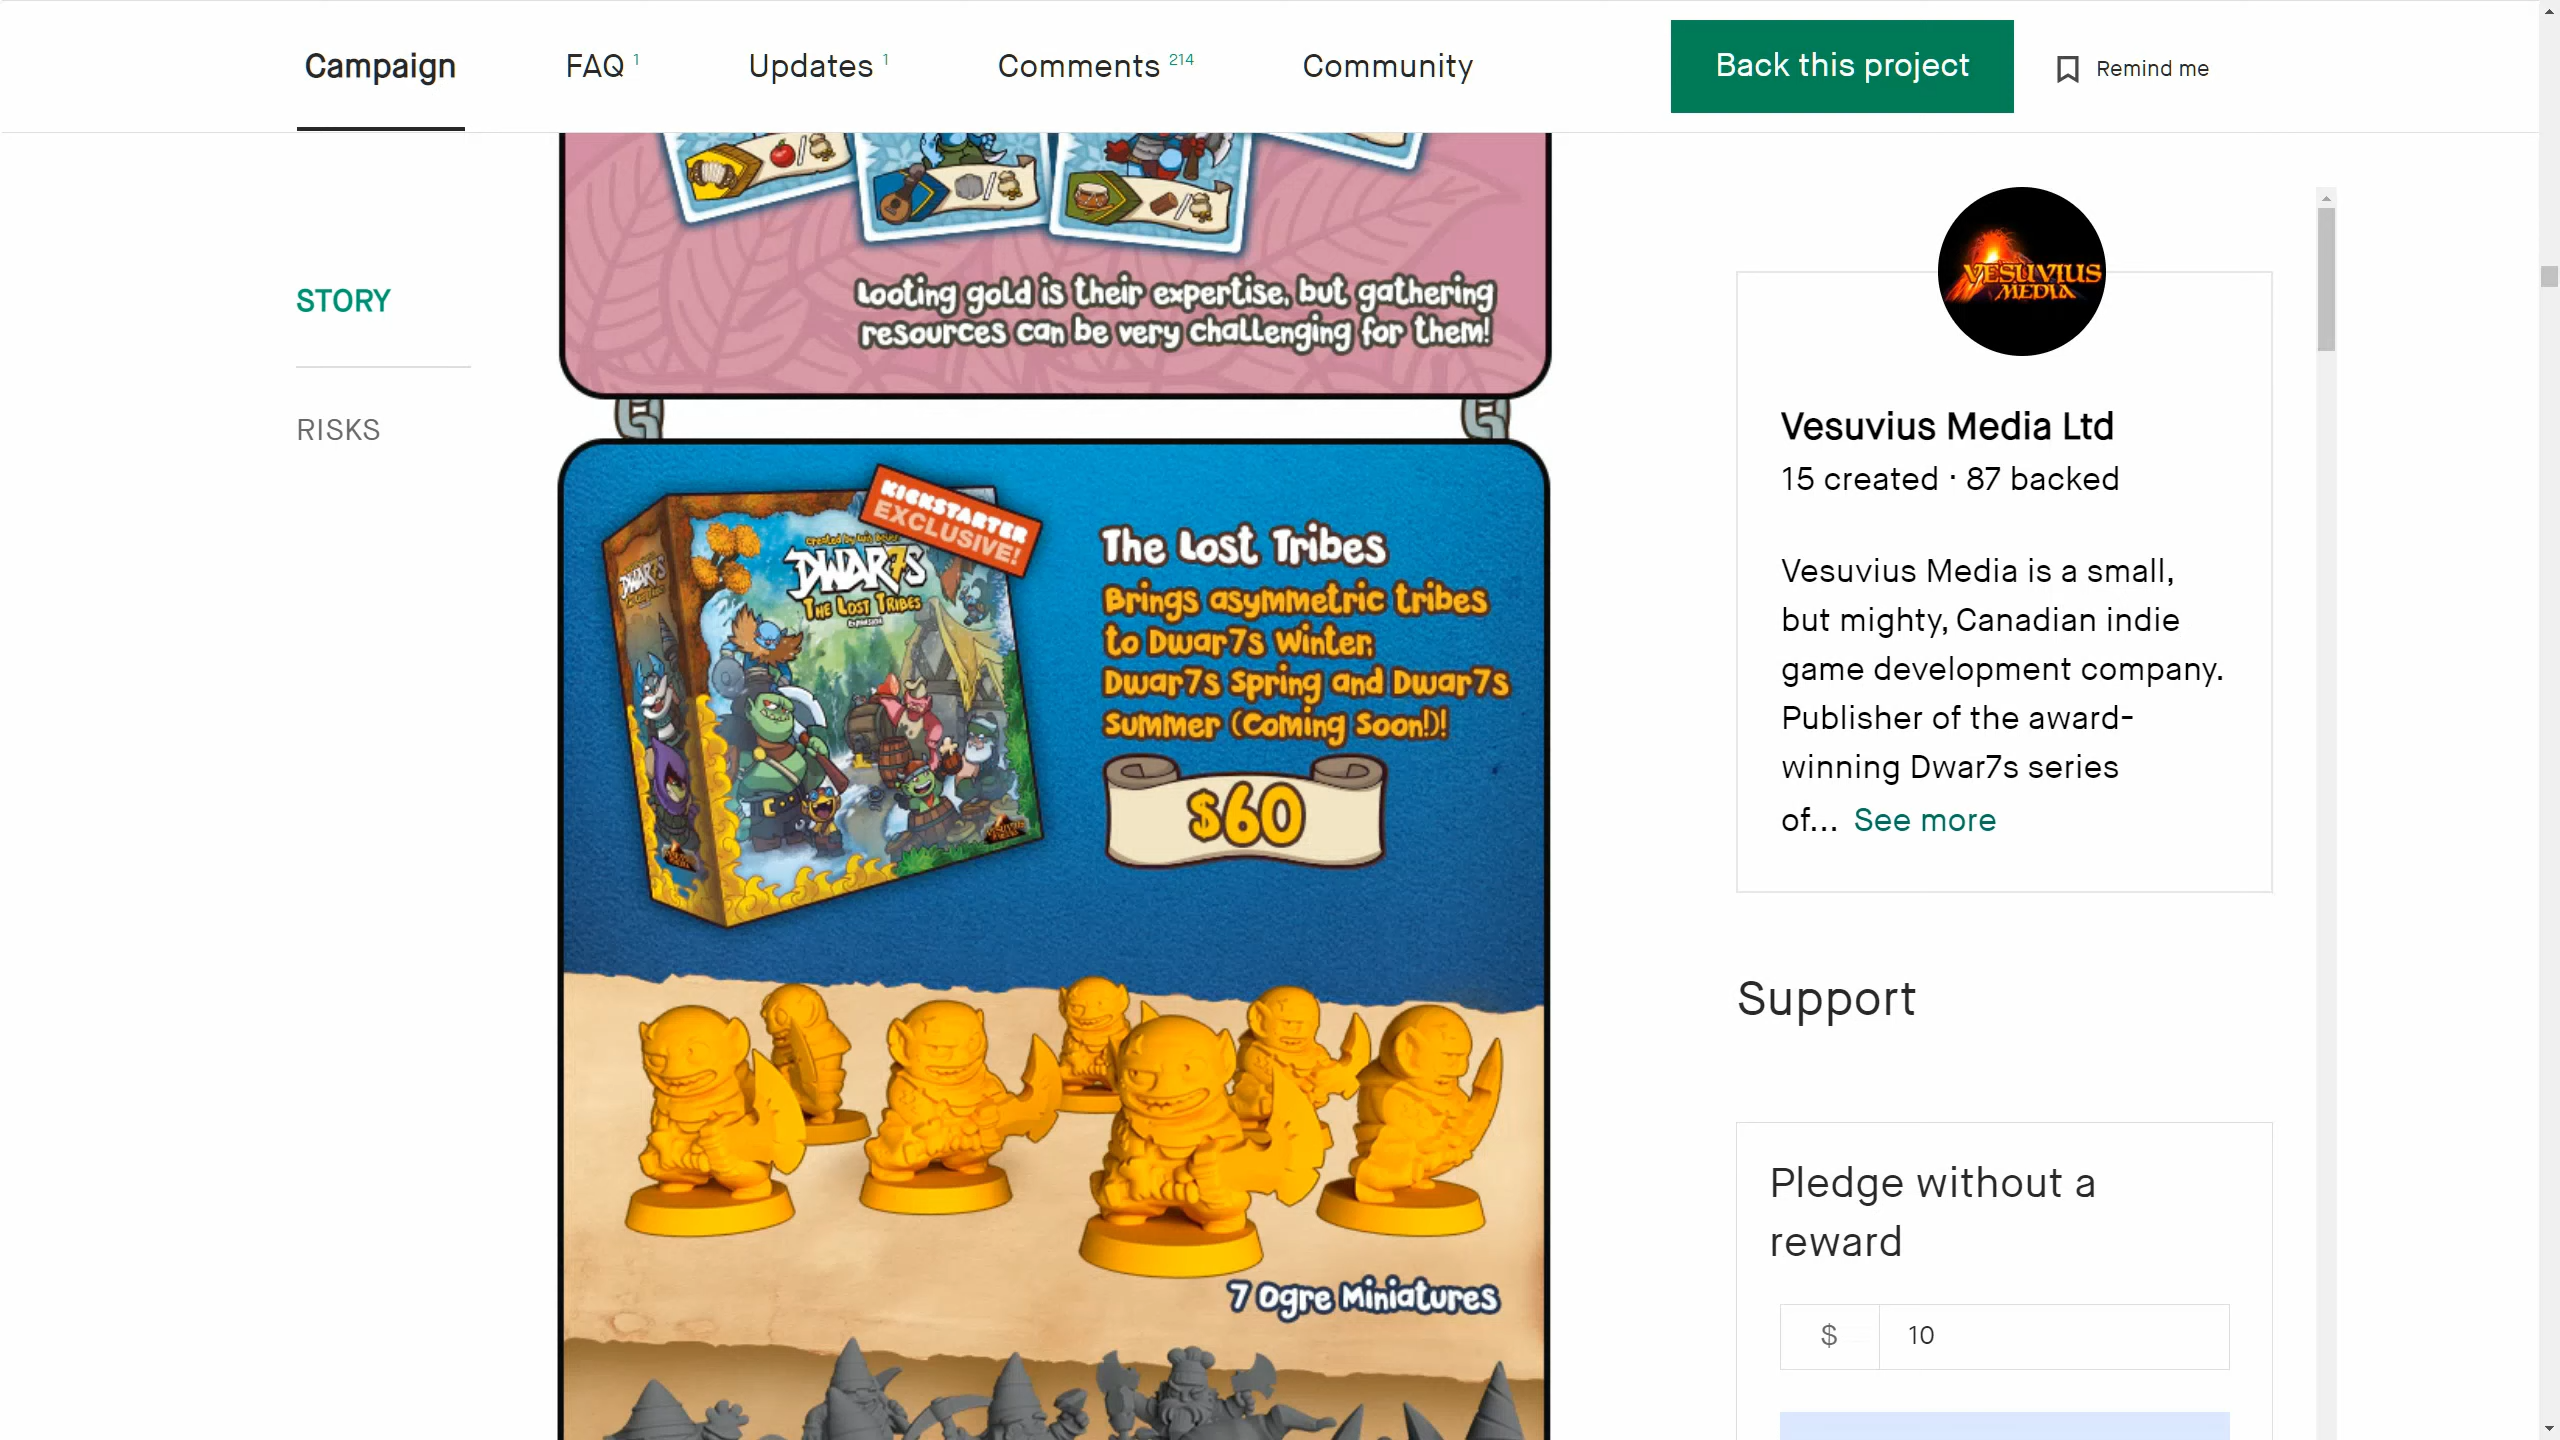 Campaign
FAQ 1
Updates 1
Comments 214
Community
Back this project
Remind me
STORY
RISKS
Looting gold is their expertise, but gathering
resources can be very challenging for them!
KICKSTARTER
EXCLUSIVE!
DWAR7S
THE LOST TRIBES
EXPANSION
DWAR7S
The Lost Tribes
Brings asymmetric tribes
to Dwar7s Winter,
Dwar7s Spring and Dwar7s
Summer (Coming Soon!)!
$60
7 Ogre Miniatures
VESUVIUS
MEDIA
Vesuvius Media Ltd
15 created · 87 backed
Vesuvius Media is a small,
but mighty, Canadian indie
game development company.
Publisher of the award-
winning Dwar7s series
of... See more
Support
Pledge without a
reward
$ 10